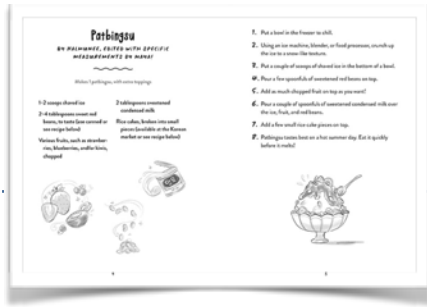 Patbingsu
BY HALMUNEE, EDITED WITH SPECIFIC
MEASUREMENTS BY
Makes 1 patbingsu, with extra toppings
1–2 scoops shaved ice
2–4 tablespoons sweet red
beans, to taste (use canned or
see recipe below)
Various fruits, such as strawber-
ries, blueberries, and/or kiwis,
chopped
2 tablespoons sweetened
condensed milk
Rice cakes, broken into small
pieces (available at the Korean
market or see recipe below)
1. Put a bowl in the freezer to chill.
2. Using an ice machine, blender, or food processor, crunch up
the ice to a snow-like texture.
3. Put a couple of scoops of shaved ice in the bottom of a bowl.
4. Put a few spoonfuls of sweetened red beans on top.
5. Add as much chopped fruit on top as you want!
6. Pour a couple of spoonfuls of sweetened condensed milk over
the ice, fruit, and red beans.
7. Add a few small rice cake pieces on top.
8. Patbingsu tastes best on a hot summer day. Eat it quickly
before it melts!